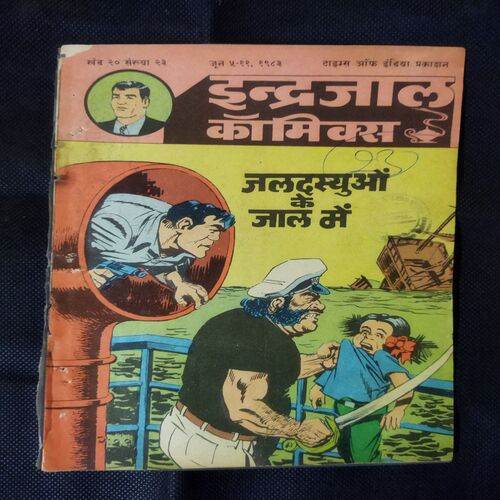 खंड २० संख्या २३ जून ५-११, १९८३ टाइम्स ऑफ इंडिया प्रकाशन
इन्द्रजाल
कॉमिक्स
जलदस्युओं
के
जाल में